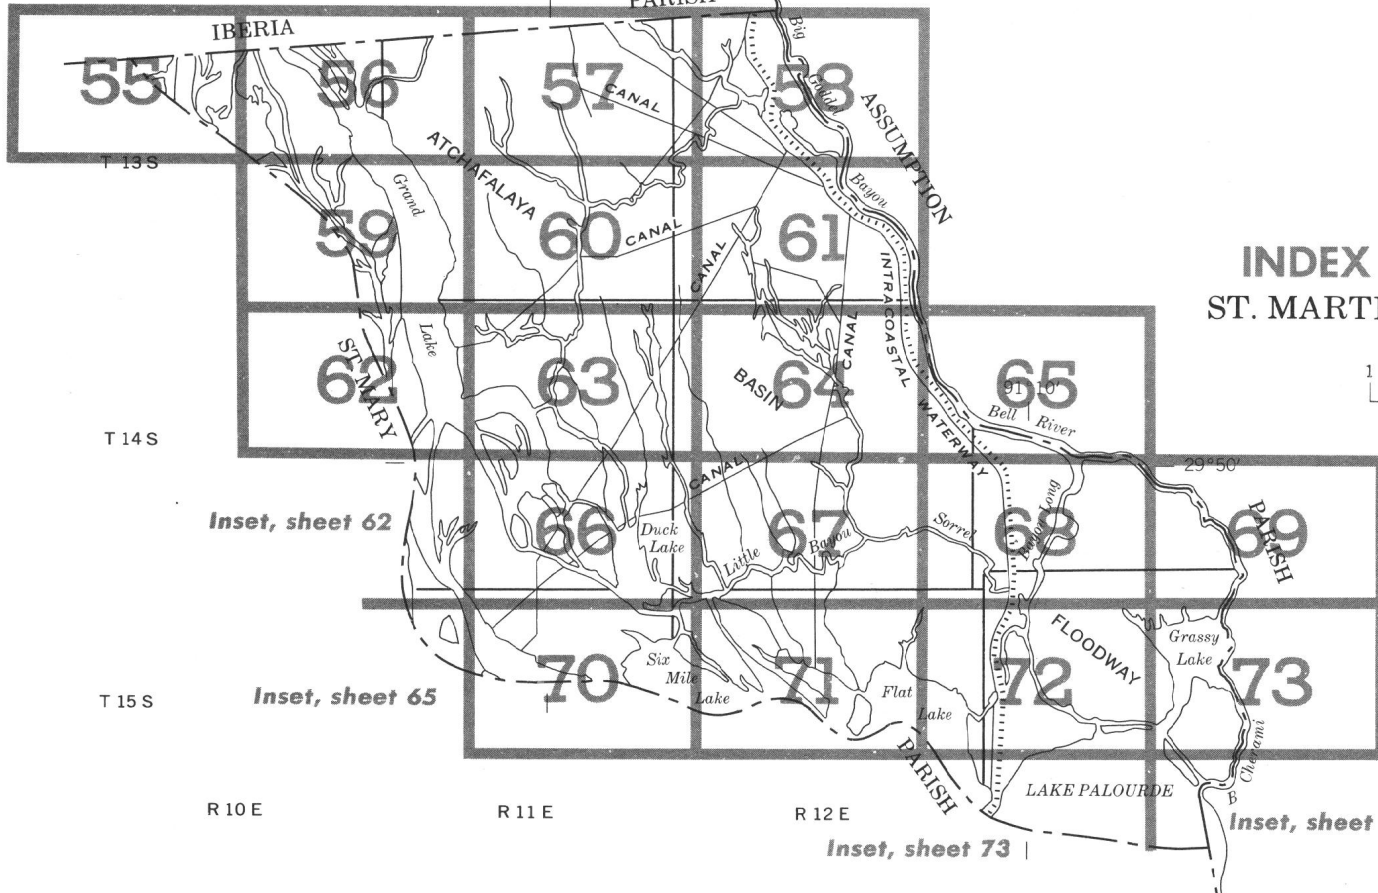 PARISH
IBERIA
Big
Goddel
Bayou
55
56
57
58
CANAL
ASSUMPTION
T 13 S
ATCHAFALAYA
Grand
Lake
59
60
CANAL
CANAL
61
INTRACOASTAL
WATERWAY
INDEX
ST. MARTI
1
ST MARY
62
63
BASIN
64
CANAL
65
91°10'
Bell River
T 14 S
CANAL
29°50'
Inset, sheet 62
66
Duck
Lake
Little Bayou Sorrel
67
68
Bayou Long
69
PARISH
FLOODWAY
Grassy
Lake
T 15 S
Inset, sheet 65
70
Six
Mile
Lake
71
Flat
Lake
72
73
PARISH
LAKE PALOURDE
B Cherami
R 10 E
R 11 E
R 12 E
Inset, sheet
Inset, sheet 73